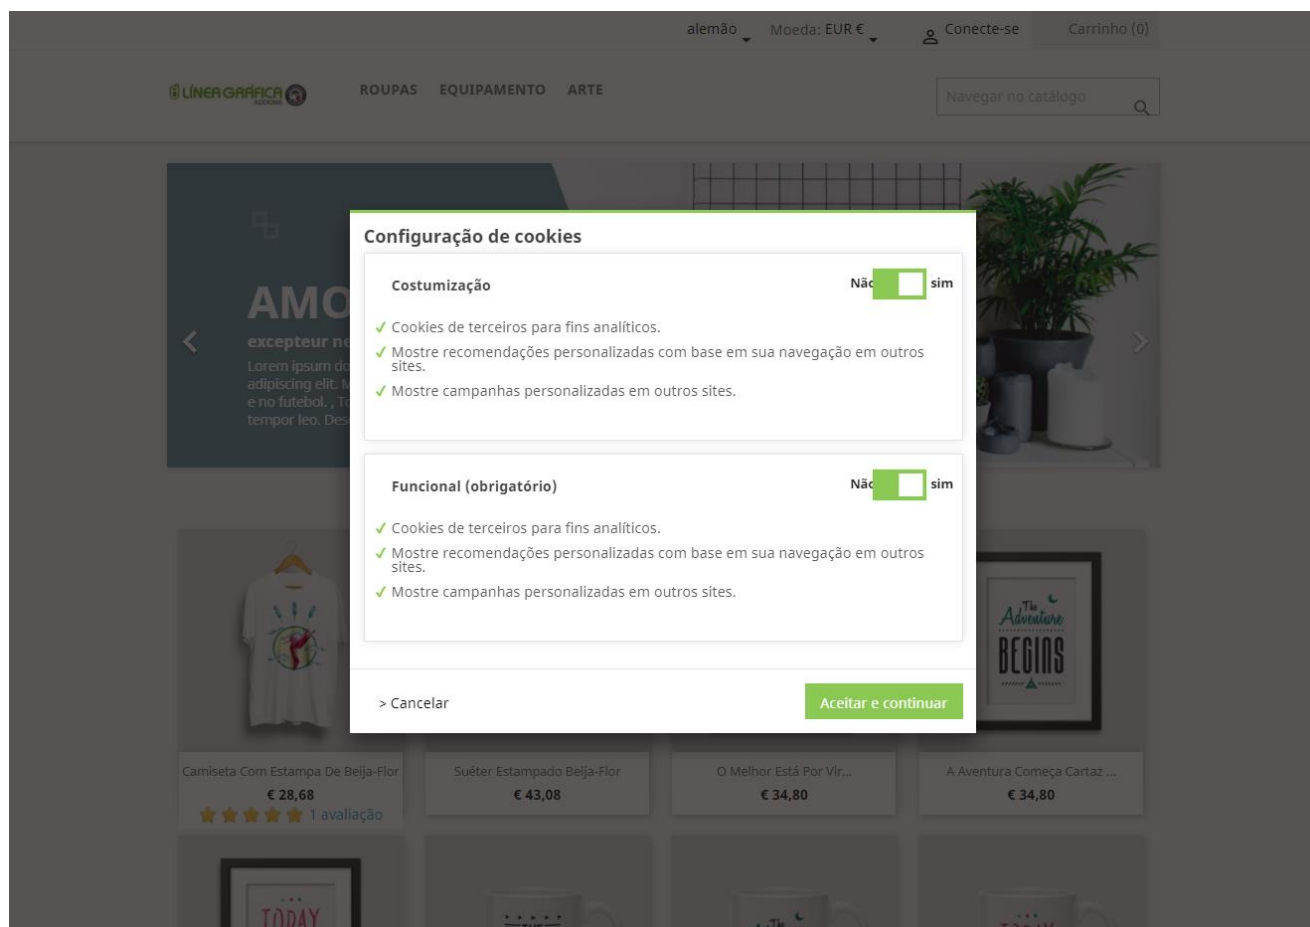 alemão
Moeda: EUR €
Conecte-se
Carrinho (0)
LÍNEA GRÁFICA
ROUPAS EQUIPAMENTO ARTE
Navegar no catálogo
AMO
excepteur ne
Lorem ipsum do
adipiscing elit. M
e no futebol. , To
tempor leo. Des
Configuração de cookies
Costumização
Não sim
✓ Cookies de terceiros para fins analíticos.
✓ Mostre recomendações personalizadas com base em sua navegação em outros
sites.
✓ Mostre campanhas personalizadas em outros sites.
Funcional (obrigatório)
Não sim
✓ Cookies de terceiros para fins analíticos.
✓ Mostre recomendações personalizadas com base em sua navegação em outros
sites.
✓ Mostre campanhas personalizadas em outros sites.
> Cancelar
Aceitar e continuar
The
Adventure
BEGINS
Camiseta Com Estampa De Beija-Flor
€ 28,68
1 avaliação
Suéter Estampado Beija-Flor
€ 43,08
O Melhor Está Por Vir...
€ 34,80
A Aventura Começa Cartaz ...
€ 34,80
TODAY
The